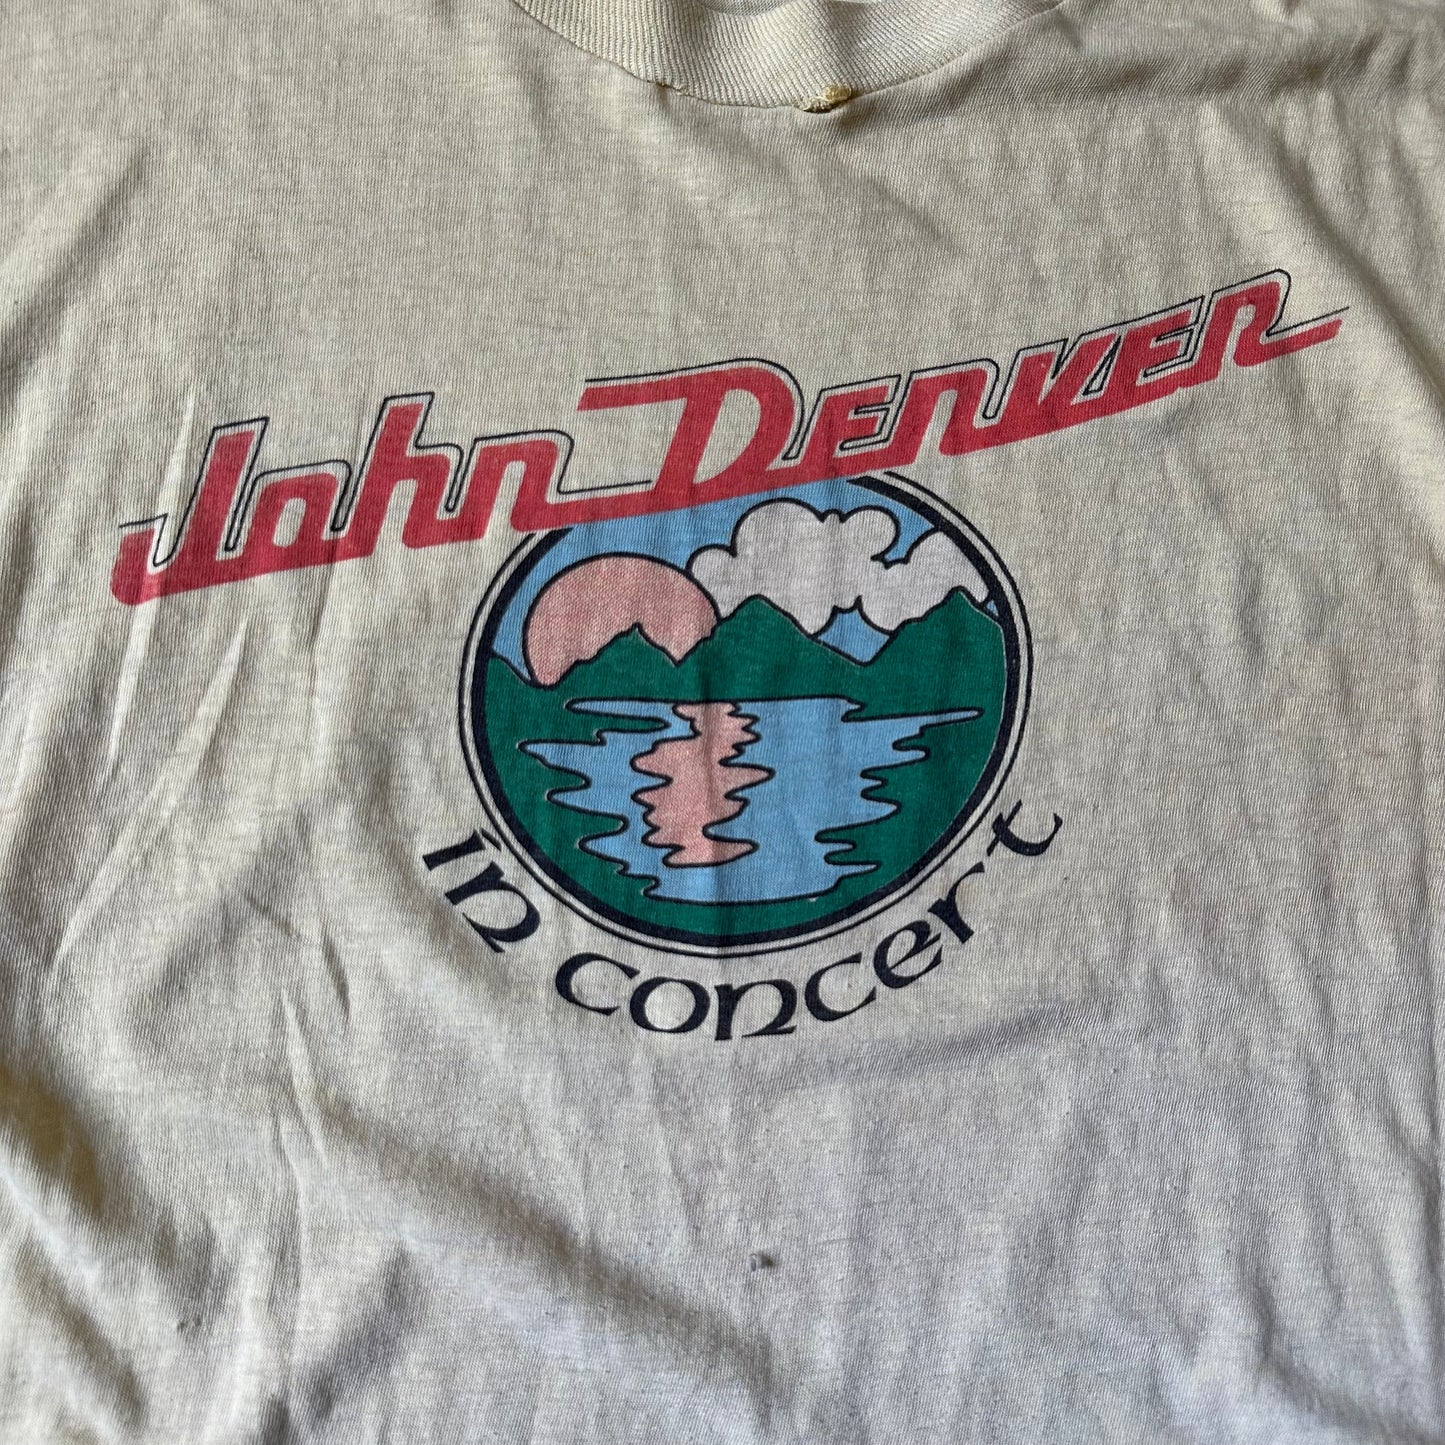 John Denver
in concert